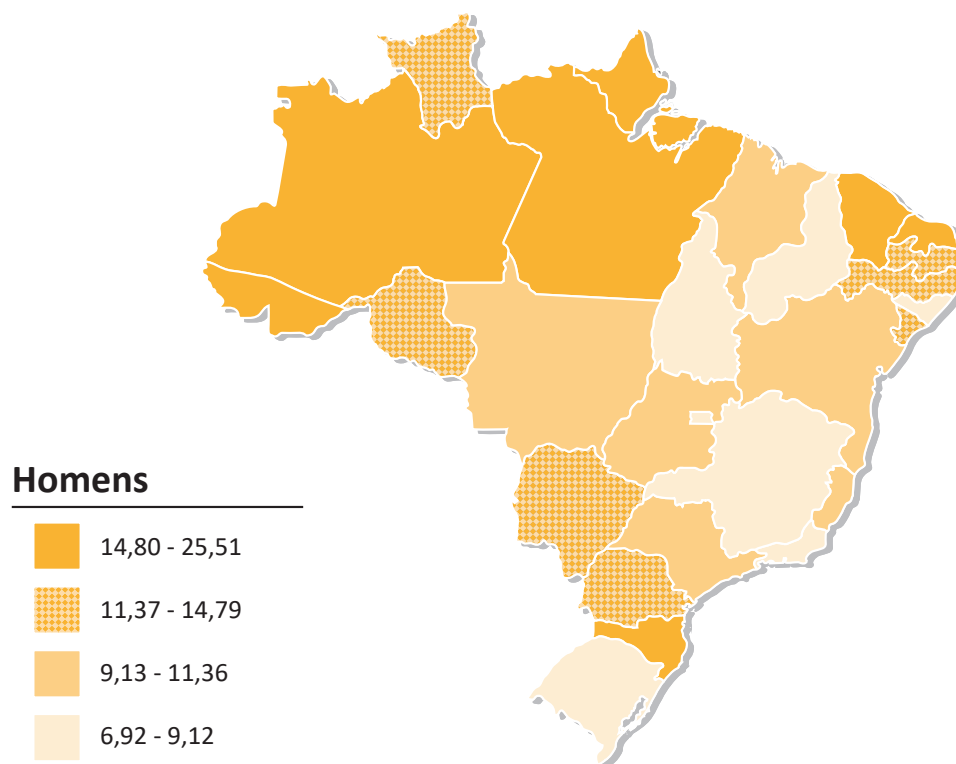 Homens
14,80 - 25,51
11,37 - 14,79
9,13 - 11,36
6,92 - 9,12